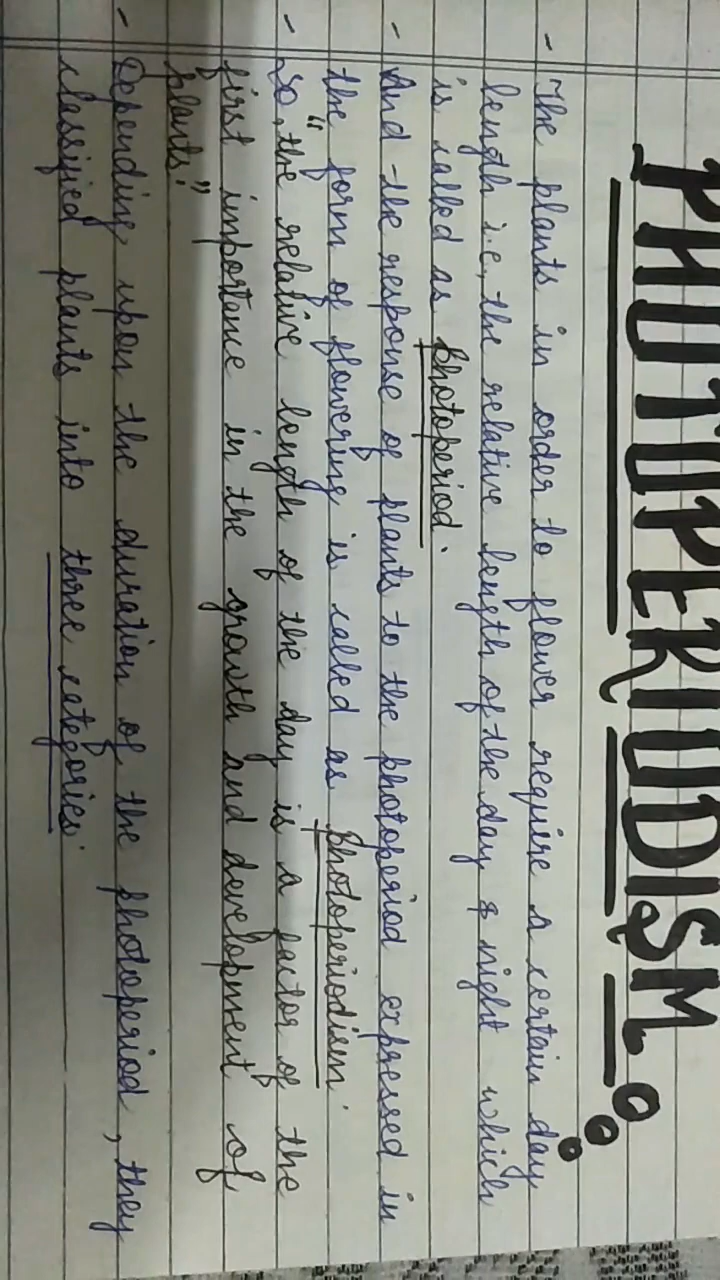 PHOTOPERIODISM
- The plants in order to flower require a certain day
length i.e, the relative length of the day & night which
is called as photoperiod.
- And the response of plants to the photoperiod expressed in
the form of flowering is called as photoperiodism.
- So, "the relative length of the day is a factor of the
first importance in the growth and development of
plants."
- Depending upon the duration of the photoperiod, they
classified plants into three categories.